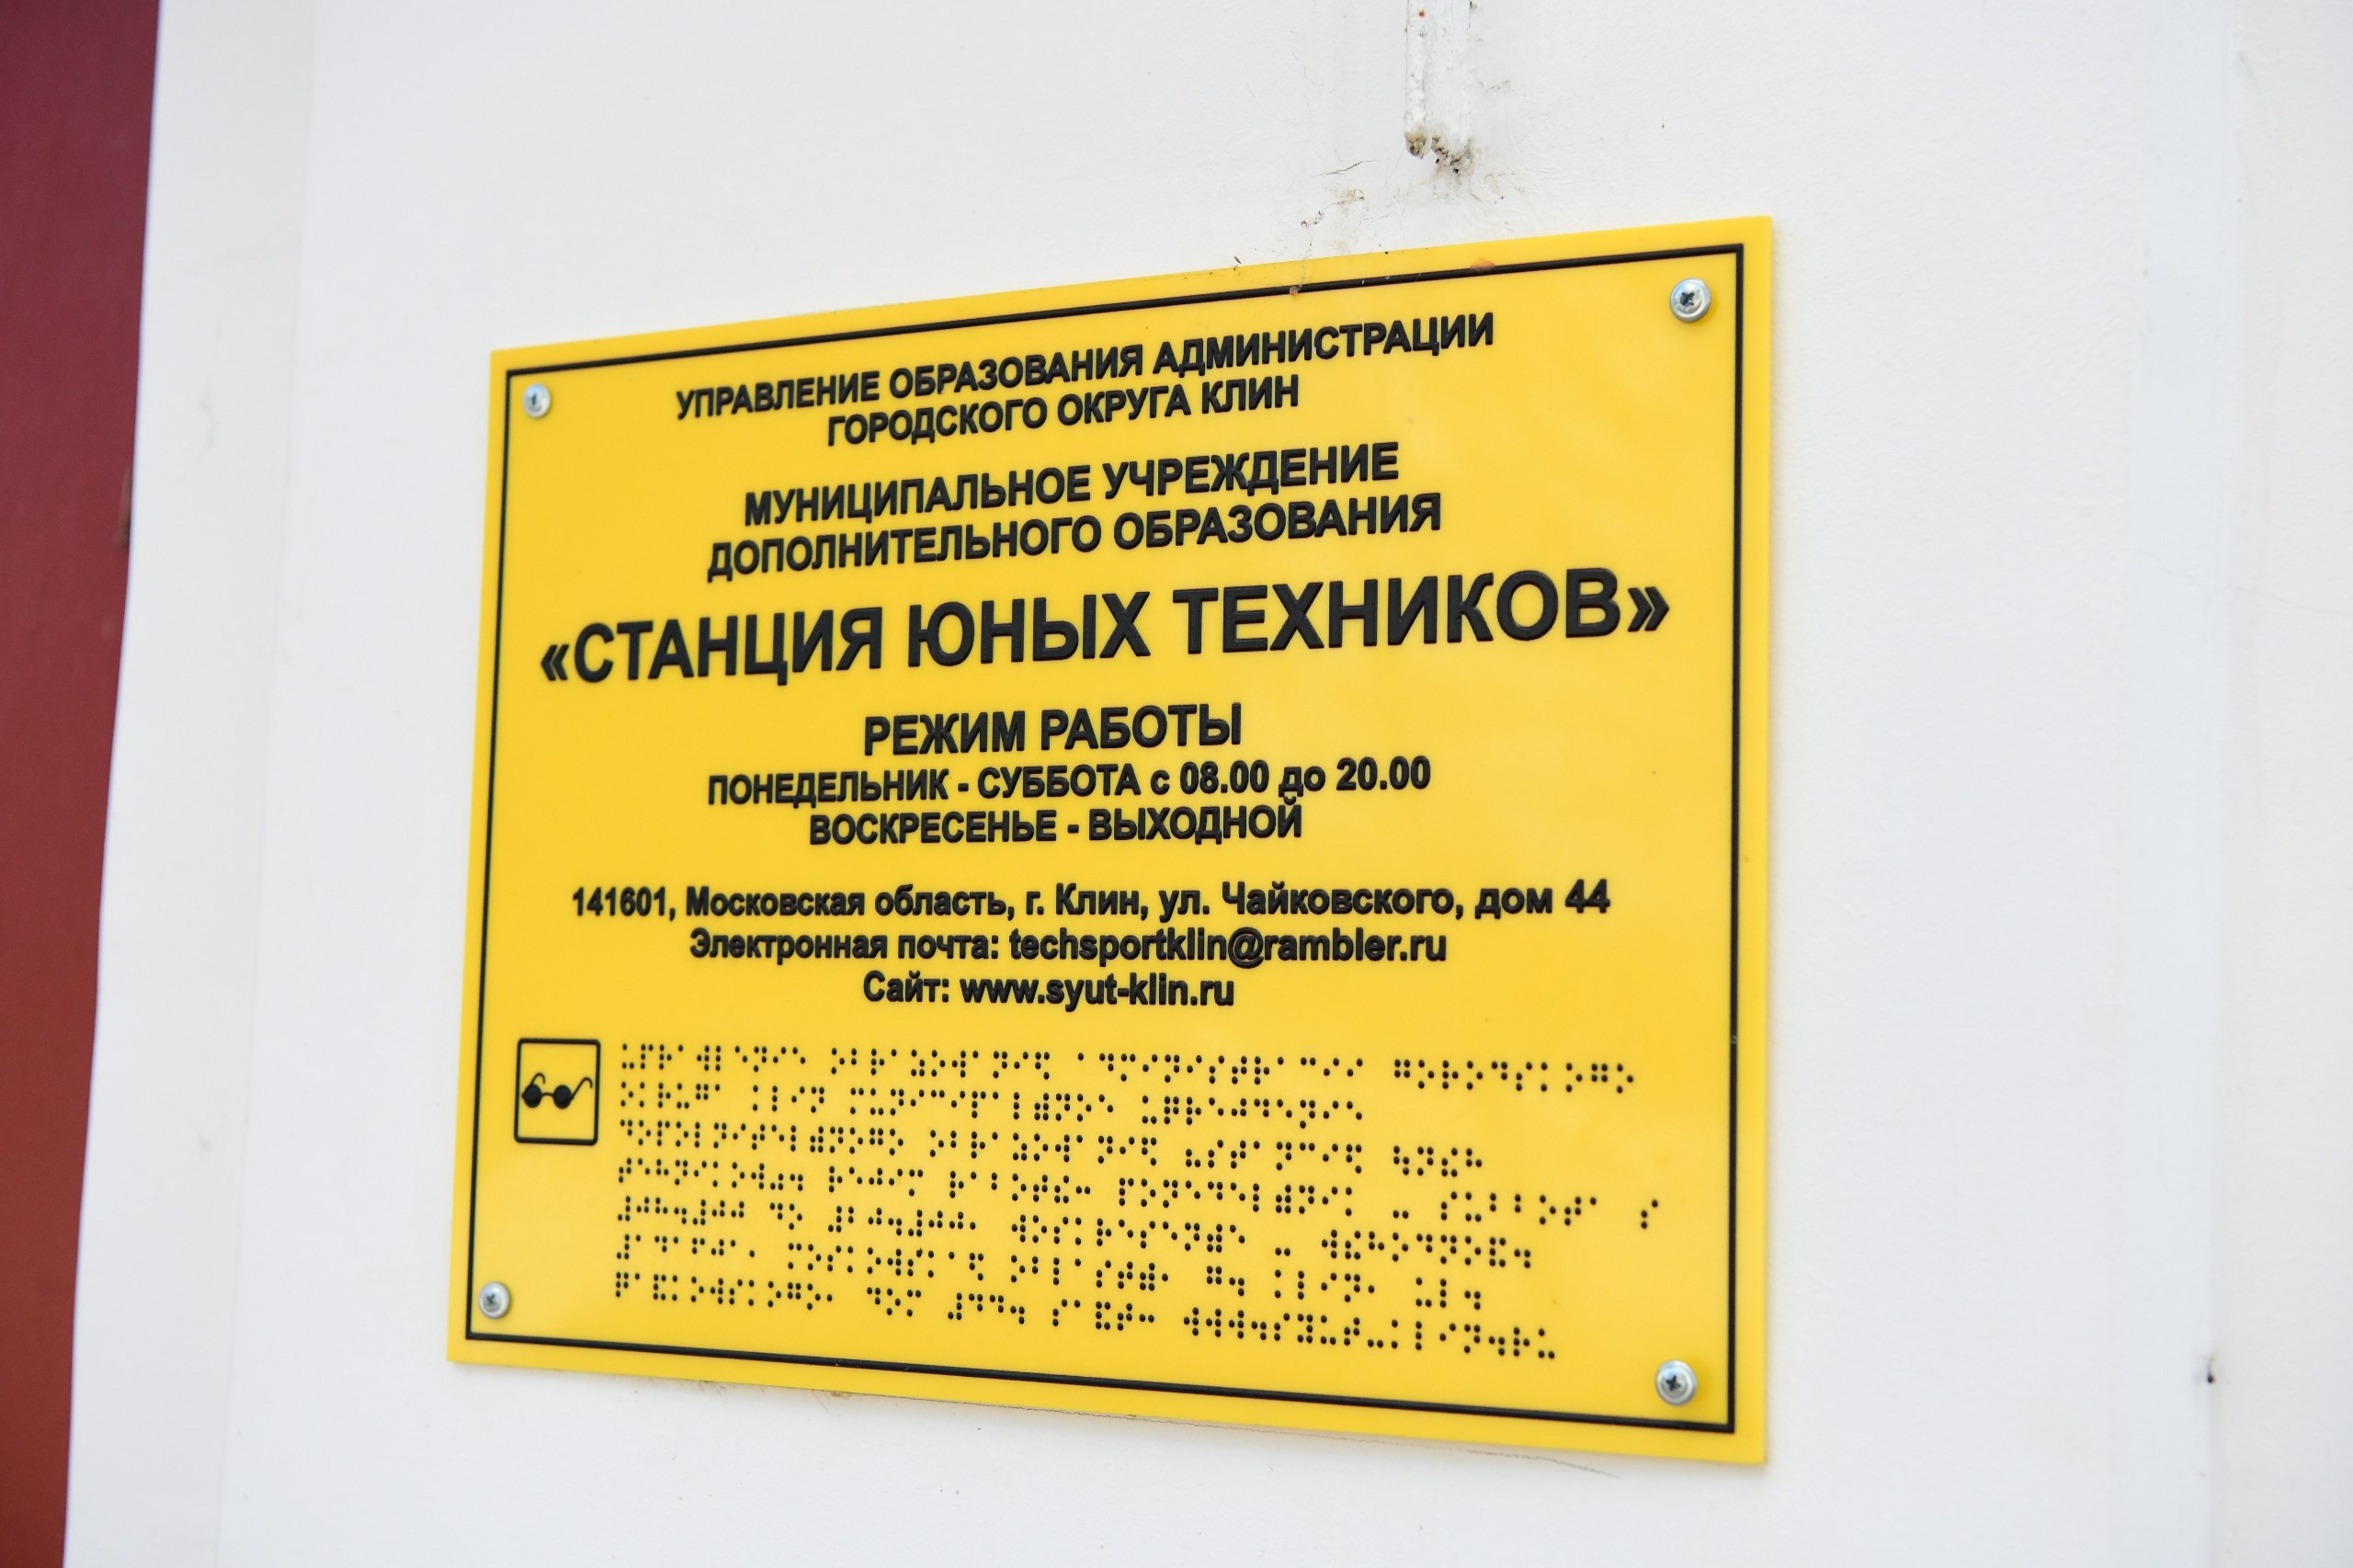 УПРАВЛЕНИЕ ОБРАЗОВАНИЯ АДМИНИСТРАЦИИ
ГОРОДСКОГО ОКРУГА КЛИН
МУНИЦИПАЛЬНОЕ УЧРЕЖДЕНИЕ
ДОПОЛНИТЕЛЬНОГО ОБРАЗОВАНИЯ
«СТАНЦИЯ ЮНЫХ ТЕХНИКОВ»
РЕЖИМ РАБОТЫ
ПОНЕДЕЛЬНИК - СУББОТА с 08.00 до 20.00
ВОСКРЕСЕНЬЕ - ВЫХОДНОЙ
141601, Московская область, г. Клин, ул. Чайковского, дом 44
Электронная почта: techsportklin@rambler.ru
Сайт: www.syut-klin.ru